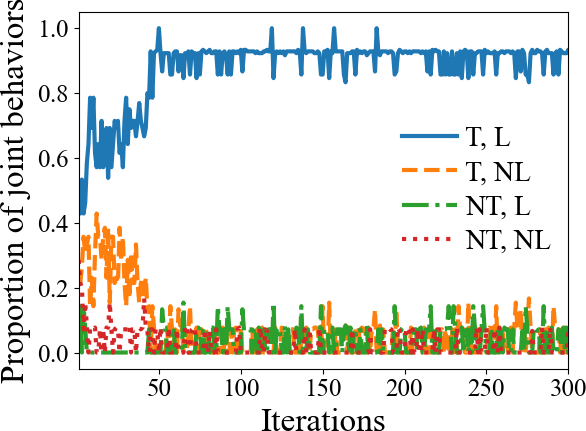 Proportion of joint behaviors
1.0
0.8
0.6
0.4
0.2
0.0
T, L
T, NL
NT, L
NT, NL
50 100 150 200 250 300
Iterations